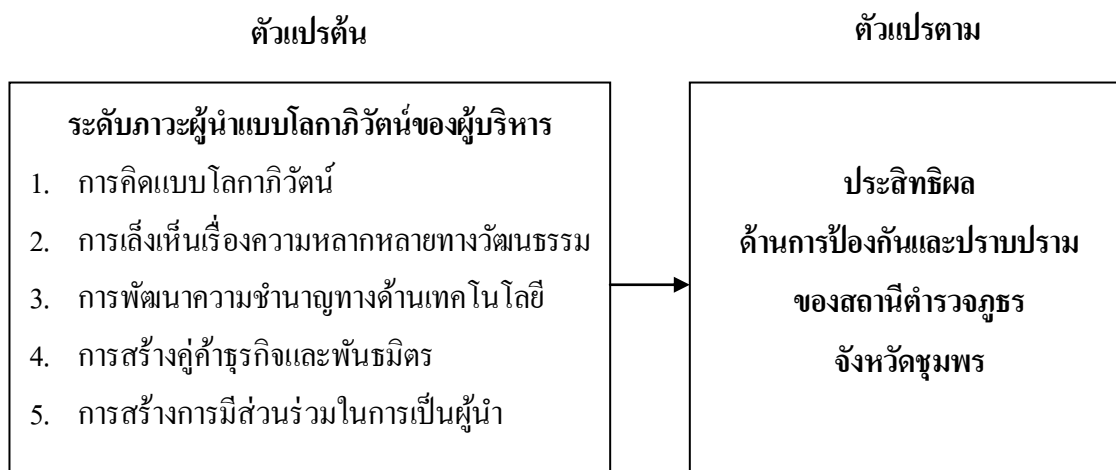 ตัวแปรต้น
ตัวแปรตาม
ระดับภาวะผู้นำแบบโลกาภิวัตน์ของผู้บริหาร
1. การคิดแบบโลกาภิวัตน์
2. การเล็งเห็นเรื่องความหลากหลายทางวัฒนธรรม
3. การพัฒนาความชำนาญทางด้านเทคโนโลยี
4. การสร้างคู่ค้าธุรกิจและพันธมิตร
5. การสร้างการมีส่วนร่วมในการเป็นผู้นำ
ประสิทธิผล
ด้านการป้องกันและปราบปราม
ของสถานีตำรวจภูธร
จังหวัดชุมพร